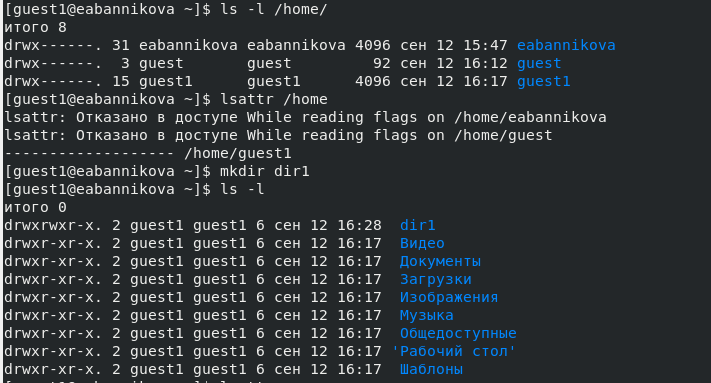 [guest1@eabannikova ~]$ ls -l /home/
итого 8
drwx------. 31 eabannikova eabannikova 4096 сен 12 15:47 eabannikova
drwx------.  3 guest       guest         92 сен 12 16:12 guest
drwx------. 15 guest1      guest1      4096 сен 12 16:17 guest1
[guest1@eabannikova ~]$ lsattr /home
lsattr: Отказано в доступе While reading flags on /home/eabannikova
lsattr: Отказано в доступе While reading flags on /home/guest
------------------- /home/guest1
[guest1@eabannikova ~]$ mkdir dir1
[guest1@eabannikova ~]$ ls -l
итого 0
drwxrwxr-x. 2 guest1 guest1 6 сен 12 16:28  dir1
drwxr-xr-x. 2 guest1 guest1 6 сен 12 16:17  Видео
drwxr-xr-x. 2 guest1 guest1 6 сен 12 16:17  Документы
drwxr-xr-x. 2 guest1 guest1 6 сен 12 16:17  Загрузки
drwxr-xr-x. 2 guest1 guest1 6 сен 12 16:17  Изображения
drwxr-xr-x. 2 guest1 guest1 6 сен 12 16:17  Музыка
drwxr-xr-x. 2 guest1 guest1 6 сен 12 16:17  Общедоступные
drwxr-xr-x. 2 guest1 guest1 6 сен 12 16:17 'Рабочий стол'
drwxr-xr-x. 2 guest1 guest1 6 сен 12 16:17  Шаблоны